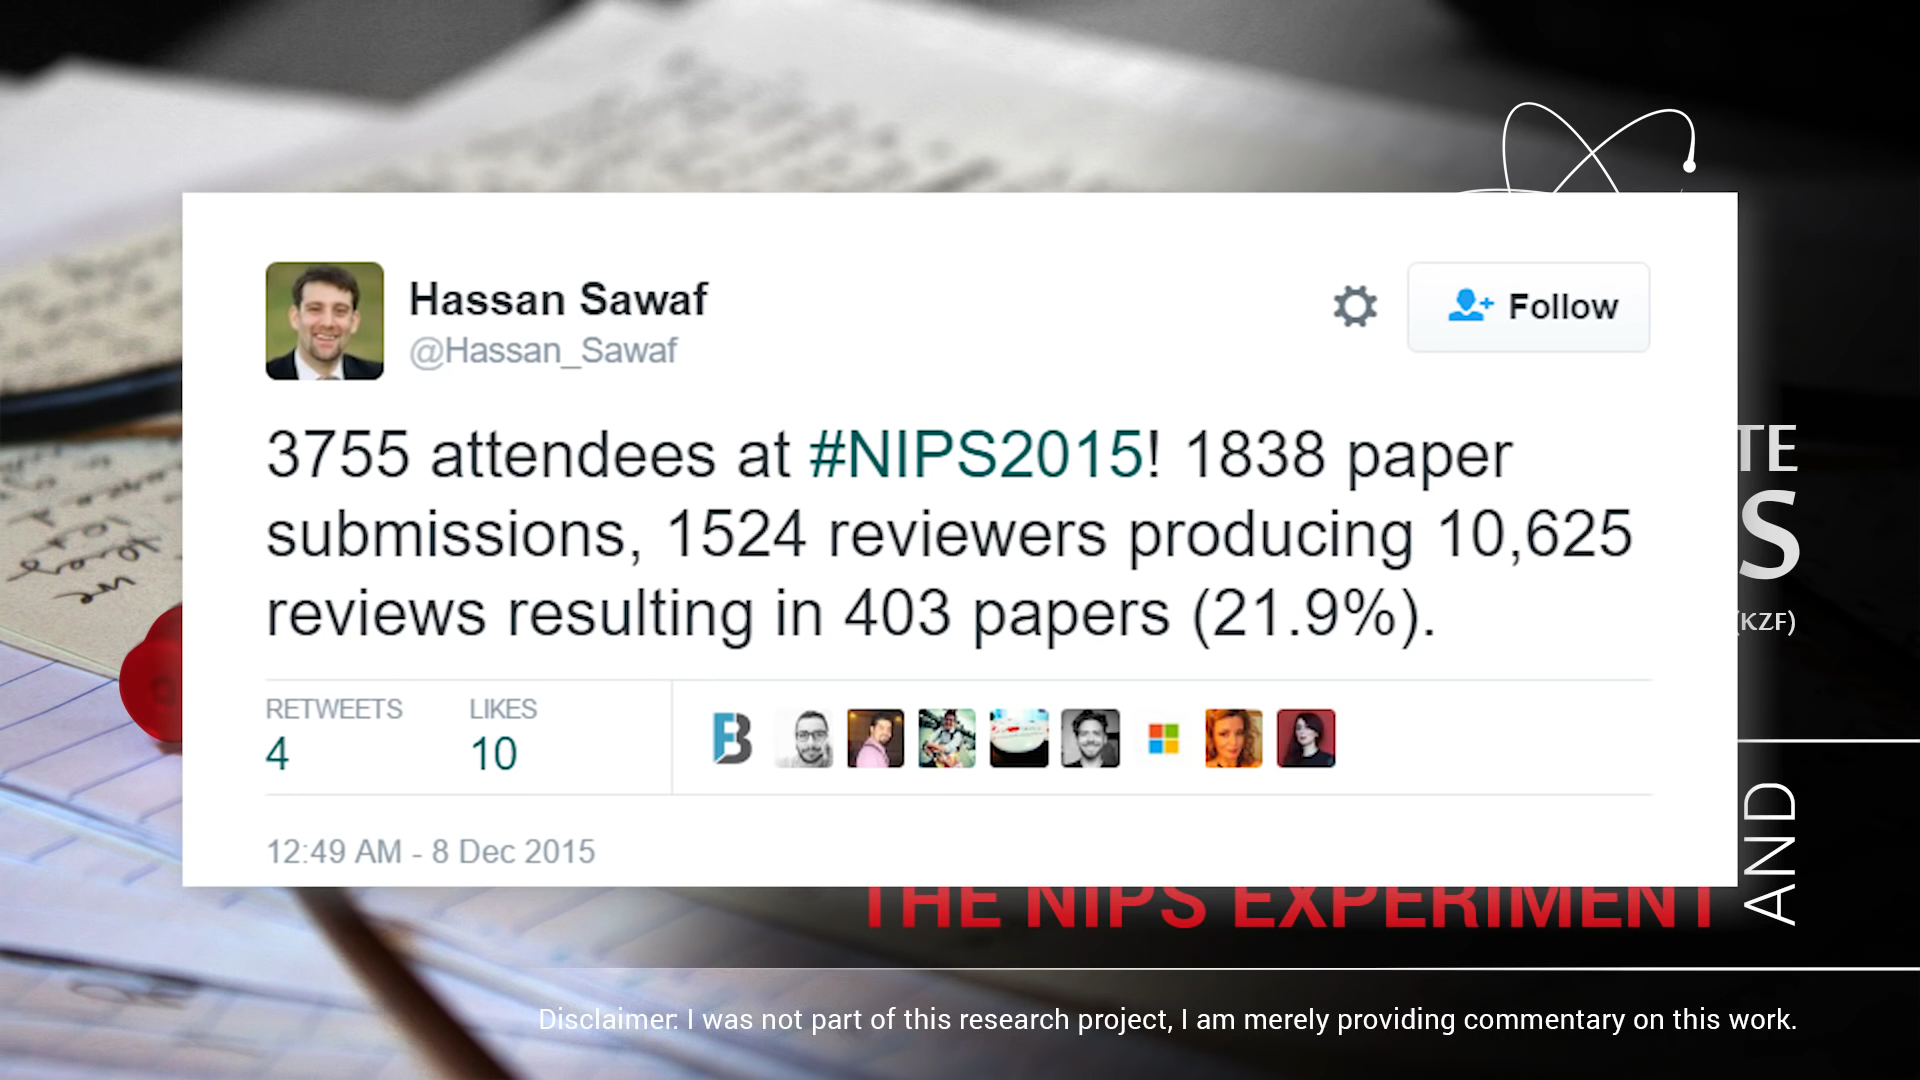 Hassan Sawaf
@Hassan_Sawaf
Follow
3755 attendees at #NIPS2015! 1838 paper
submissions, 1524 reviewers producing 10,625
reviews resulting in 403 papers (21.9%).
RETWEETS
4
LIKES
10
12:49 AM - 8 Dec 2015
TE
S
(KZF)
AND
THE NIPS EXPERIMENT
Disclaimer: I was not part of this research project, I am merely providing commentary on this work.